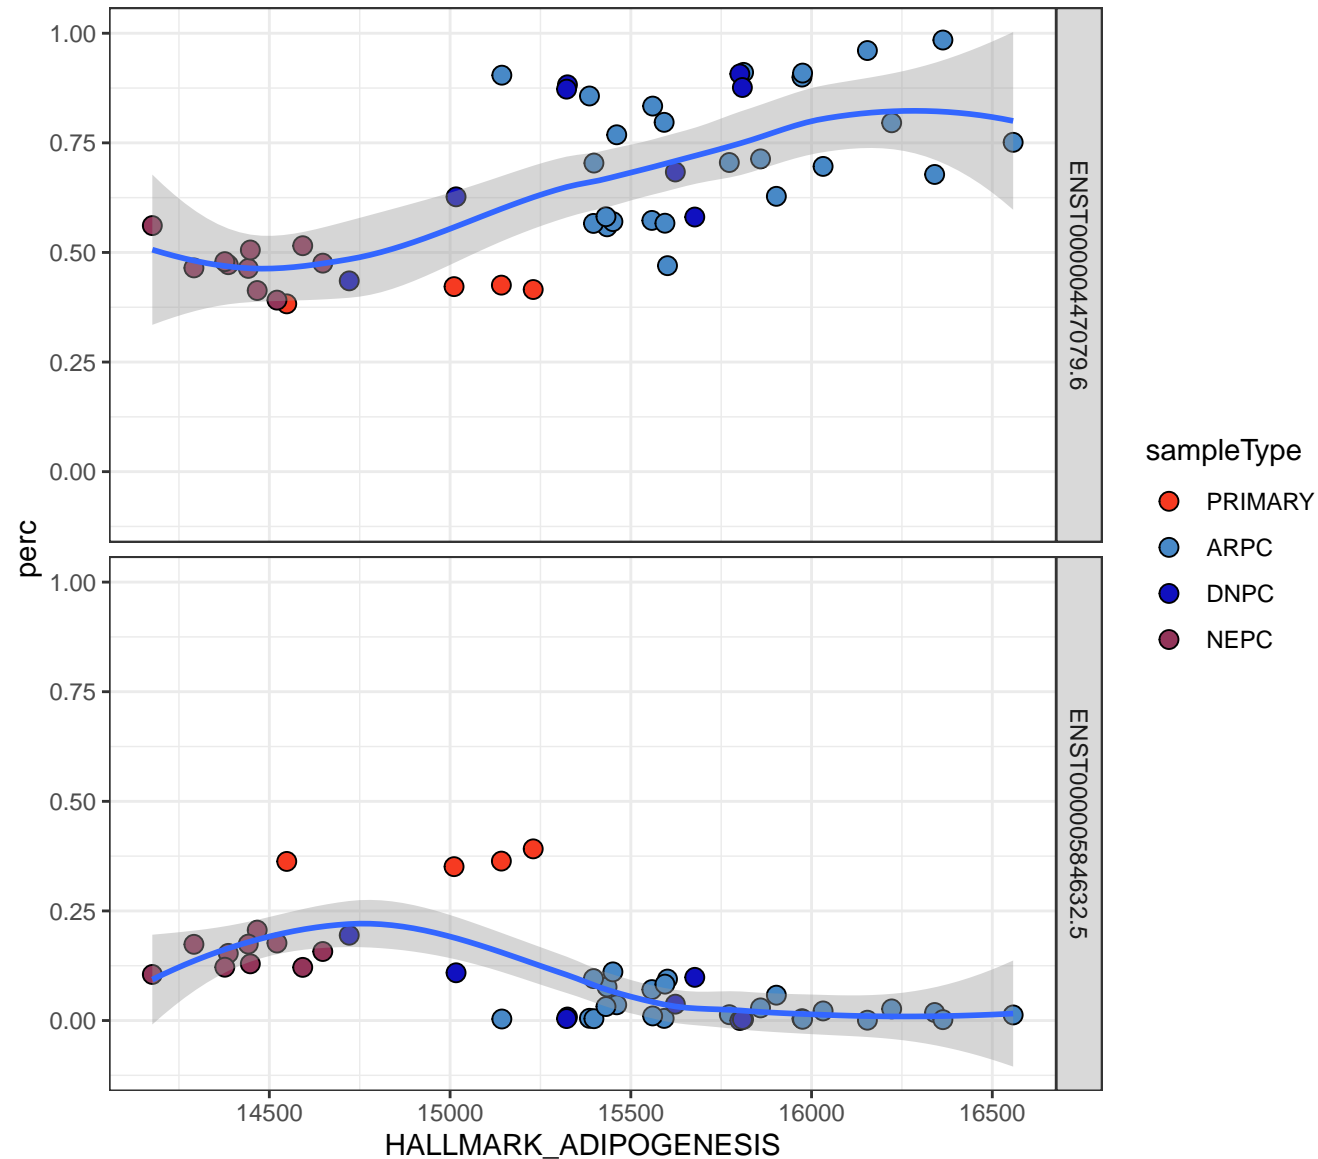 1.00
0.75
0.50
0.25
0.00
ENST00000447079.6
1.00
0.75
0.50
0.25
0.00
ENST00000584632.5
perc
14500 15000 15500 16000 16500
HALLMARK_ADIPOGENESIS
sampleType
PRIMARY
ARPC
DNPC
NEPC